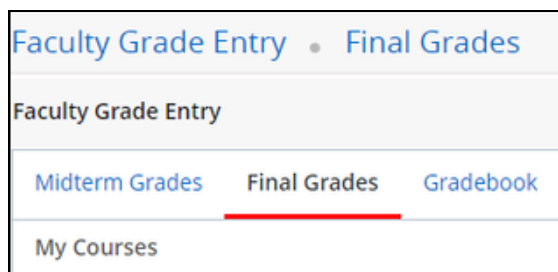 Faculty Grade Entry • Final Grades
Faculty Grade Entry
Midterm Grades Final Grades Gradebook
My Courses